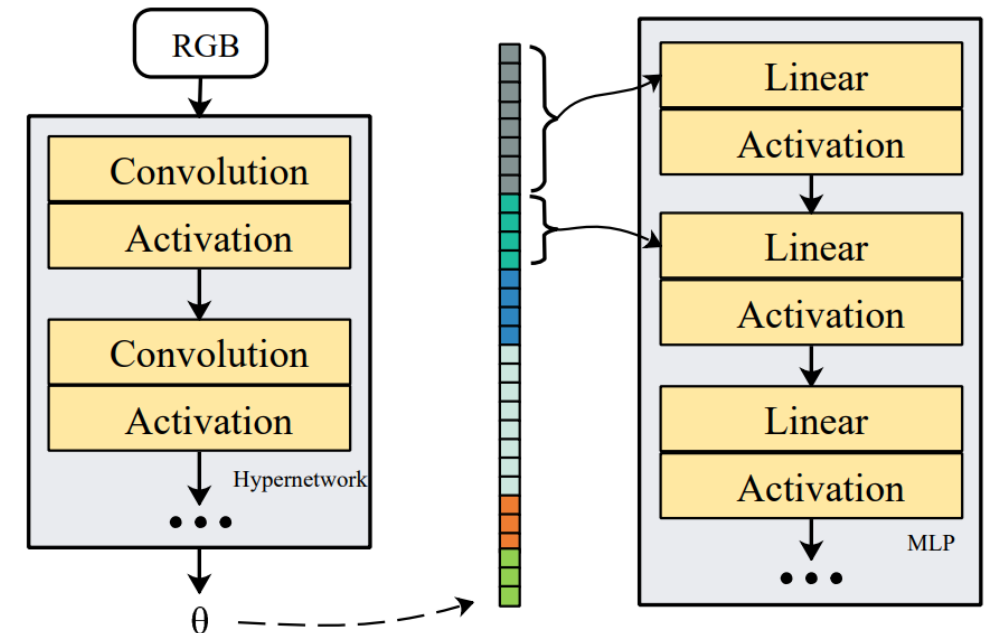 RGB
Convolution
Activation
Convolution
Activation
Hypernetwork
θ
Linear
Activation
Linear
Activation
Linear
Activation
MLP